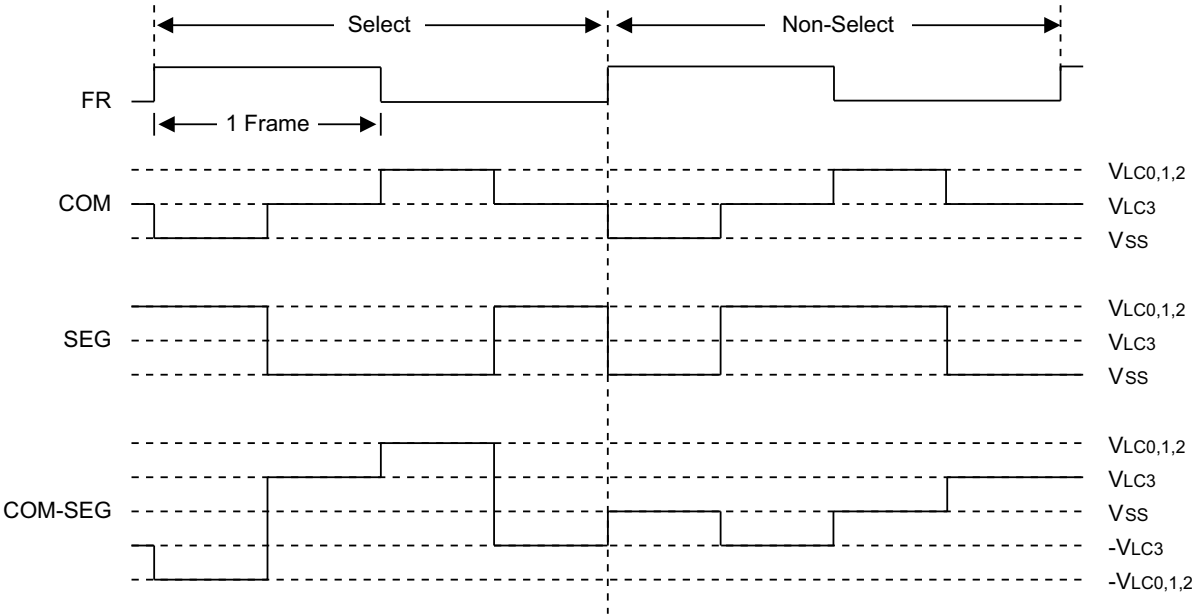 Select
Non-Select
FR
1 Frame
COM
VLC0,1,2
VLC3
VSS
SEG
VLC0,1,2
VLC3
VSS
COM-SEG
VLC0,1,2
VLC3
VSS
-VLC3
-VLC0,1,2